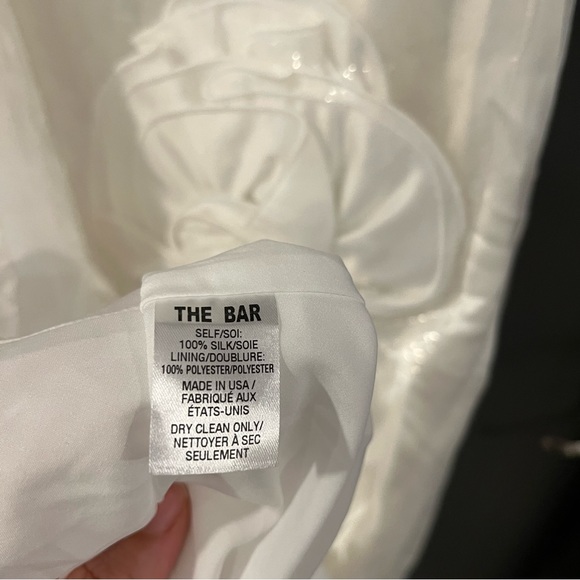 THE BAR
SELF/SOI:
100% SILK/SOIE
LINING/DOUBLURE:
100% POLYESTER/POLYESTER
MADE IN USA/
FABRIQUÉ AUX
ÉTATS-UNIS
DRY CLEAN ONLY/
NETTOYER À SEC
SEULEMENT